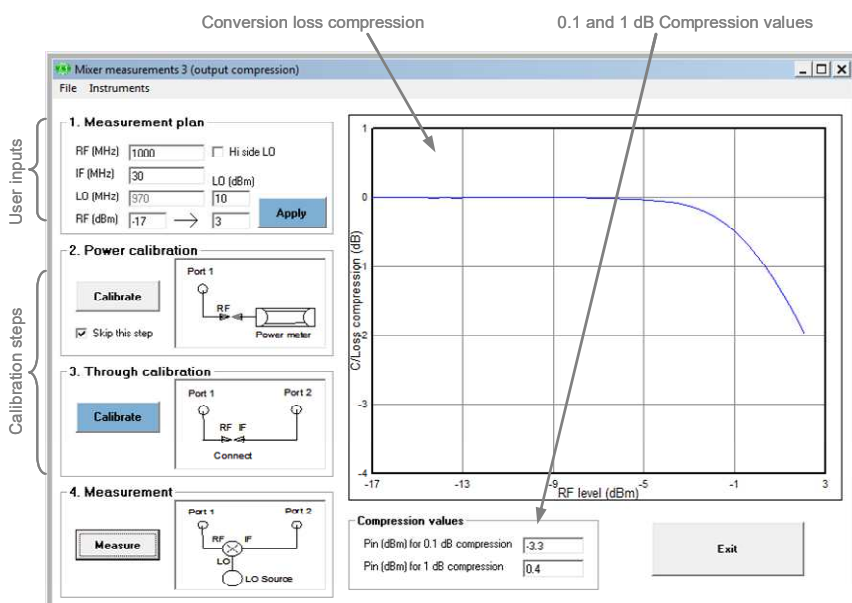 Conversion loss compression
0.1 and 1 dB Compression values
Mixer measurements 3 (output compression)
File Instruments
User inputs
1. Measurement plan
RF (MHz) 1000 Hi side LO
IF (MHz) 30 LO (dBm)
LO (MHz) 970 10
RF (dBm) -17 3 Apply
Calibration steps
2. Power calibration
Calibrate
Skip this step
Port 1
RF
Power meter
3. Through calibration
Calibrate
Port 1 Port 2
RF IF
Connect
4. Measurement
Measure
Port 1 Port 2
RF IF
LO
LO Source
C/Loss compression (dB)
1
0
-1
-2
-3
-4
-17 -13 -9 -5 -1 3
RF level (dBm)
Compression values
Pin (dBm) for 0.1 dB compression -3.3
Pin (dBm) for 1 dB compression 0.4
Exit